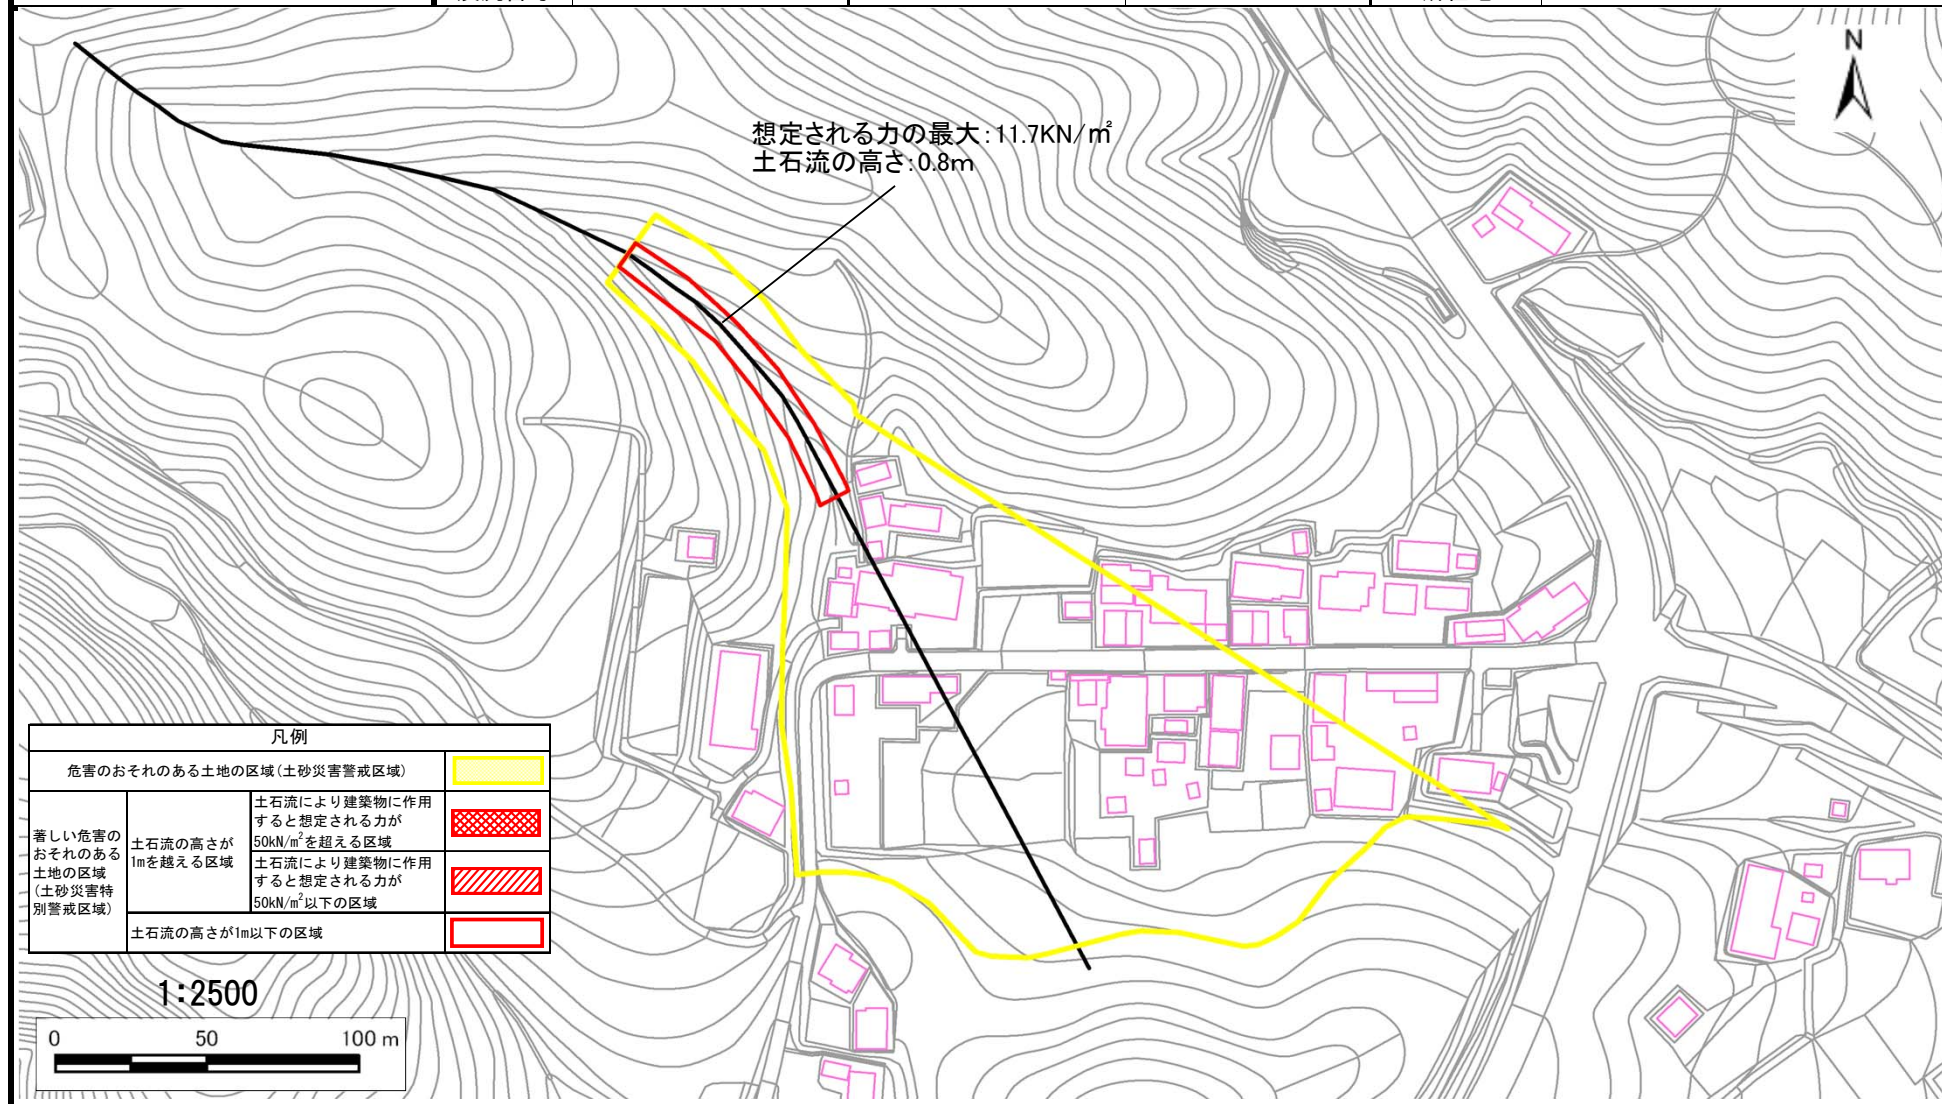 N
想定される力の最大:11.7KN/㎡
土石流の高さ:0.8m
凡例
危害のおそれのある土地の区域(土砂災害警戒区域)
著しい危害の
おそれのある
土地の区域
(土砂災害特
別警戒区域)
土石流の高さが
1mを越える区域
土石流により建築物に作用
すると想定される力が
50kN/m²を超える区域
土石流により建築物に作用
すると想定される力が
50kN/m²以下の区域
土石流の高さが1m以下の区域
1:2500
0 50 100 m